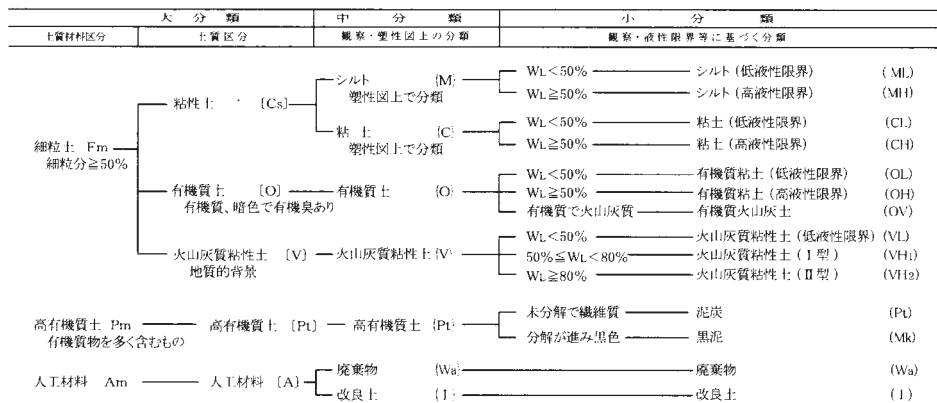 大分類 中分類 小分類
土質材料区分 土質区分 観察・塑性図上の分類 観察・液性限界等に基づく分類
WL<50% シルト(低液性限界) (ML)
シルト {M}
塑性図上で分類
WL≧50% シルト(高液性限界) (MH)
粘性土 〔Cs〕
WL<50% 粘土(低液性限界) (CL)
粘土 {C}
塑性図上で分類
WL≧50% 粘土(高液性限界) (CH)
細粒土 Fm
細粒分≧50%
WL<50% 有機質粘土(低液性限界) (OL)
有機質土 〔O〕 有機質土 {O} WL≧50% 有機質粘土(高液性限界) (OH)
有機質、暗色で有機臭あり
有機質で火山灰質 有機質火山灰土 (OV)
WL<50% 火山灰質粘性土(低液性限界) (VL)
火山灰質粘性土 〔V〕 火山灰質粘性土 {V} 50%≦WL<80% 火山灰質粘性土(Ⅰ型) (VH1)
地質的背景
WL≧80% 火山灰質粘性土(Ⅱ型) (VH2)
未分解で繊維質 泥炭 (Pt)
高有機質土 Pm 高有機質土 〔Pt〕 高有機質土 {Pt}
有機質物を多く含むもの
分解が進み黒色 黒泥 (Mk)
廃棄物 {Wa} 廃棄物 (Wa)
人工材料 Am 人工材料 〔A〕
改良土 {I} 改良土 (I)